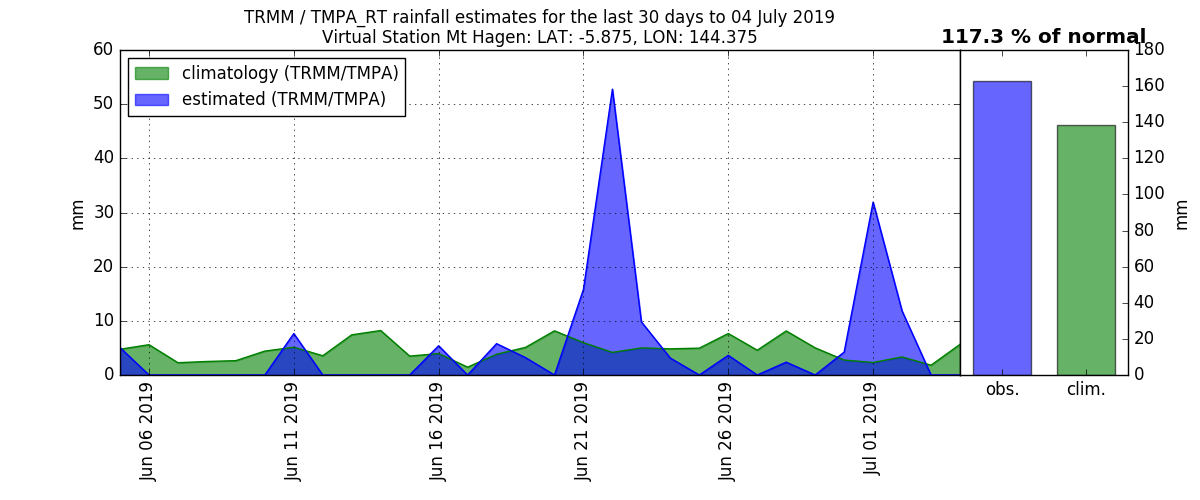 TRMM / TMPA_RT rainfall estimates for the last 30 days to 04 July 2019
Virtual Station Mt Hagen: LAT: -5.875, LON: 144.375
117.3 % of normal
climatology (TRMM/TMPA)
estimated (TRMM/TMPA)
60
50
40
30
20
10
0
mm
Jun 06 2019
Jun 11 2019
Jun 16 2019
Jun 21 2019
Jun 26 2019
Jul 01 2019
obs.
clim.
180
160
140
120
100
80
60
40
20
0
mm